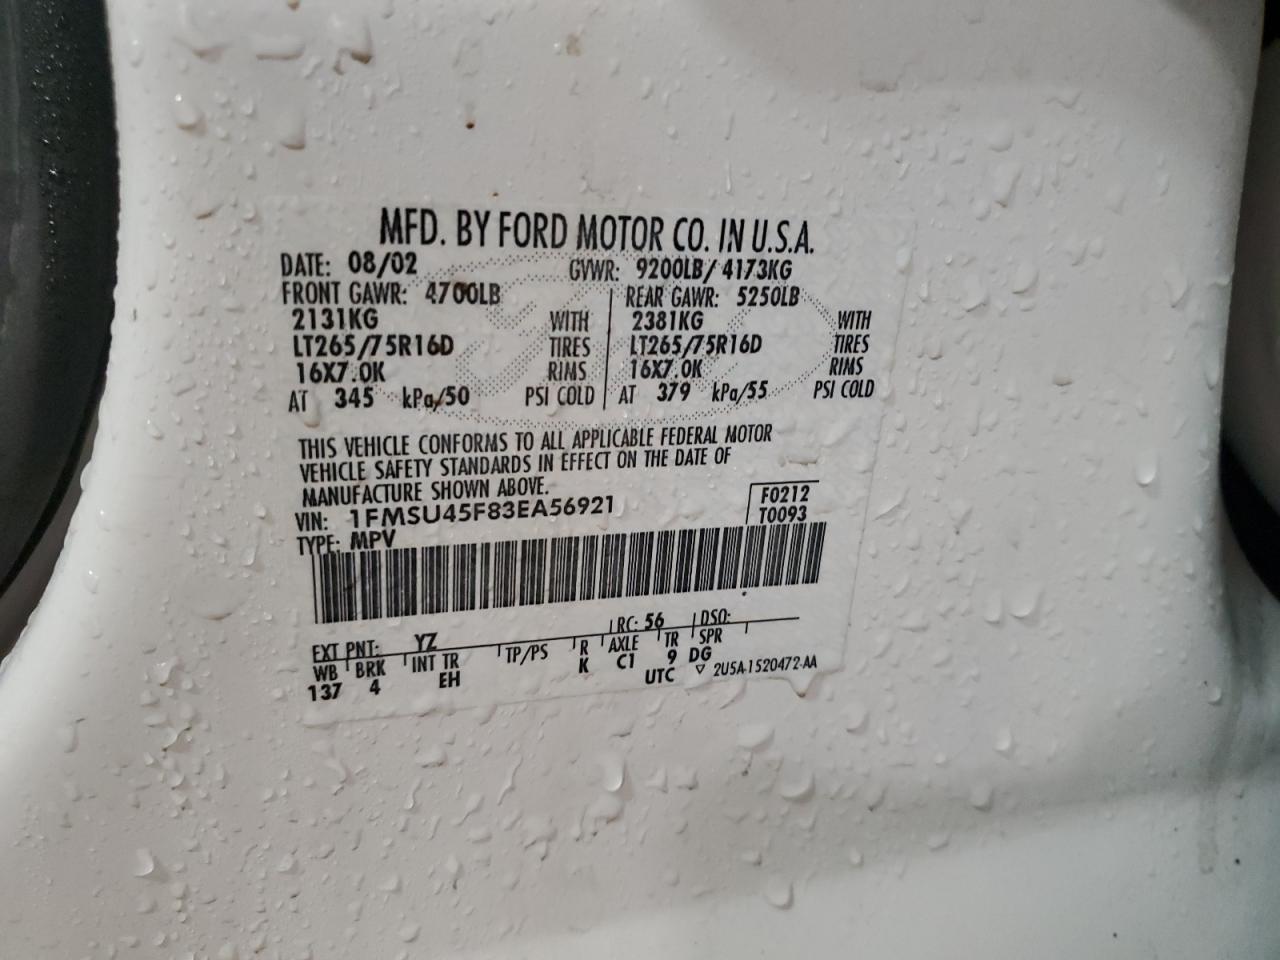 MFD. BY FORD MOTOR CO. IN U.S.A.
DATE: 08/02 GVWR: 9200LB/ 4173KG
FRONT GAWR: 4700LB REAR GAWR: 5250LB
2131KG WITH 2381KG WITH
LT265/75R16D TIRES LT265/75R16D TIRES
16X7.0K RIMS 16X7.0K RIMS
AT 345 kPa/50 PSI COLD AT 379 kPa/55 PSI COLD
THIS VEHICLE CONFORMS TO ALL APPLICABLE FEDERAL MOTOR
VEHICLE SAFETY STANDARDS IN EFFECT ON THE DATE OF
MANUFACTURE SHOWN ABOVE.
VIN: 1FMSU45F83EA56921 F0212
TYPE: MPV T0093
EXT PNT: YZ RC: 56 DSO:
WB BRK INT TR TP/PS R AXLE TR SPR
137 4 EH K C1 9 DG
UTC ▽ 2U5A-1520472-AA